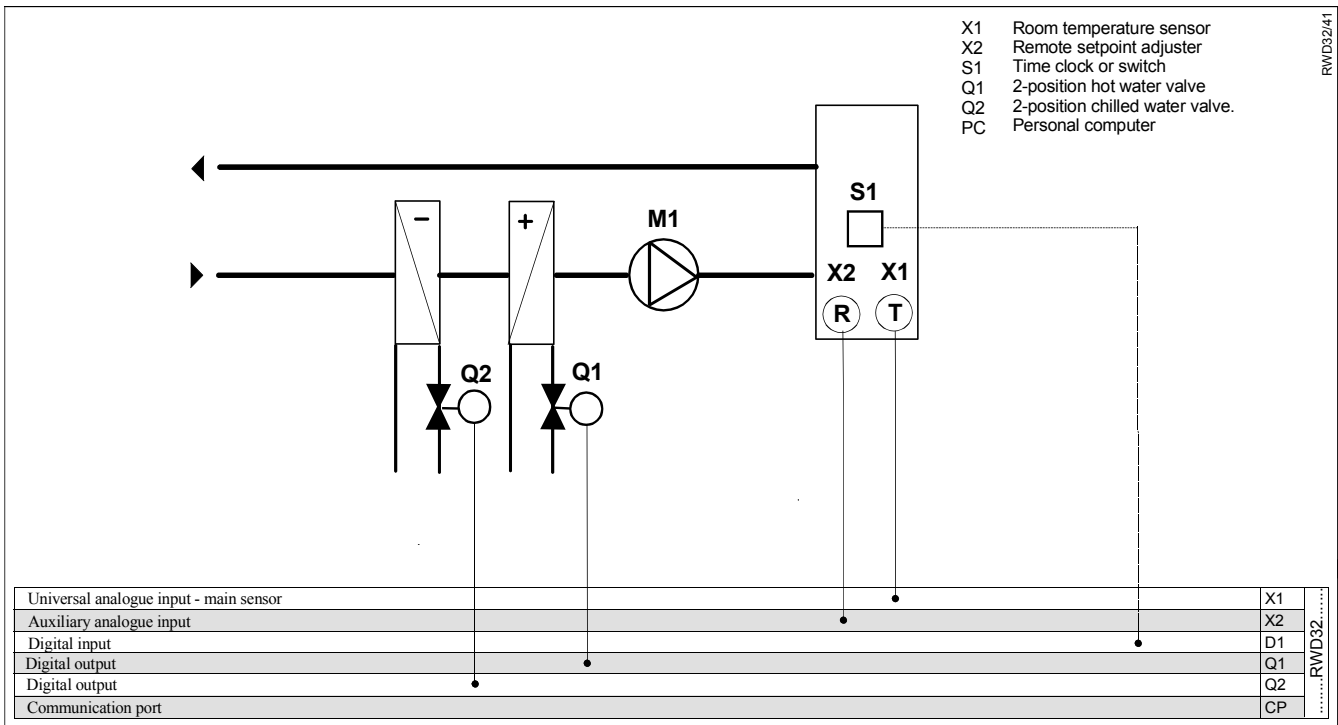 X1 Room temperature sensor
X2 Remote setpoint adjuster
S1 Time clock or switch
Q1 2-position hot water valve
Q2 2-position chilled water valve.
PC Personal computer
RWD32/41
S1
- + M1
X2 X1
R T
Q2 Q1
Universal analogue input - main sensor X1
Auxiliary analogue input X2
Digital input D1
Digital output Q1
Digital output Q2
Communication port CP
........RWD32........